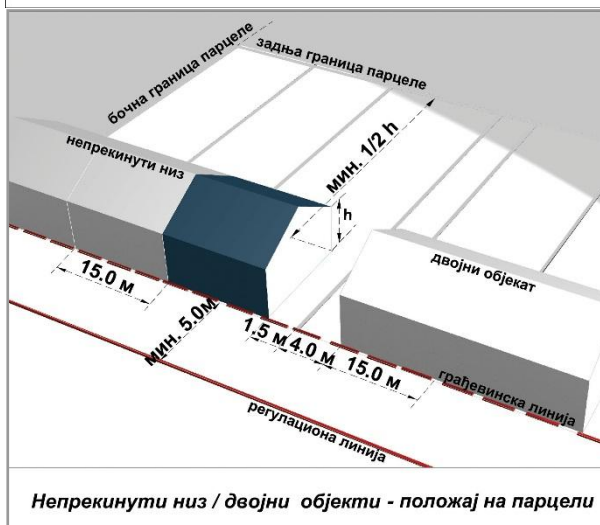 бочна граница парцеле
задња граница парцеле
непрекинути низ
мин. 1/2 h
h
двојни објекат
15.0 м
мин. 5.0м
1.5 м 4.0 м 15.0 м
грађевинска линија
регулациона линија
Непрекинути низ / двојни објекти - положај на парцели